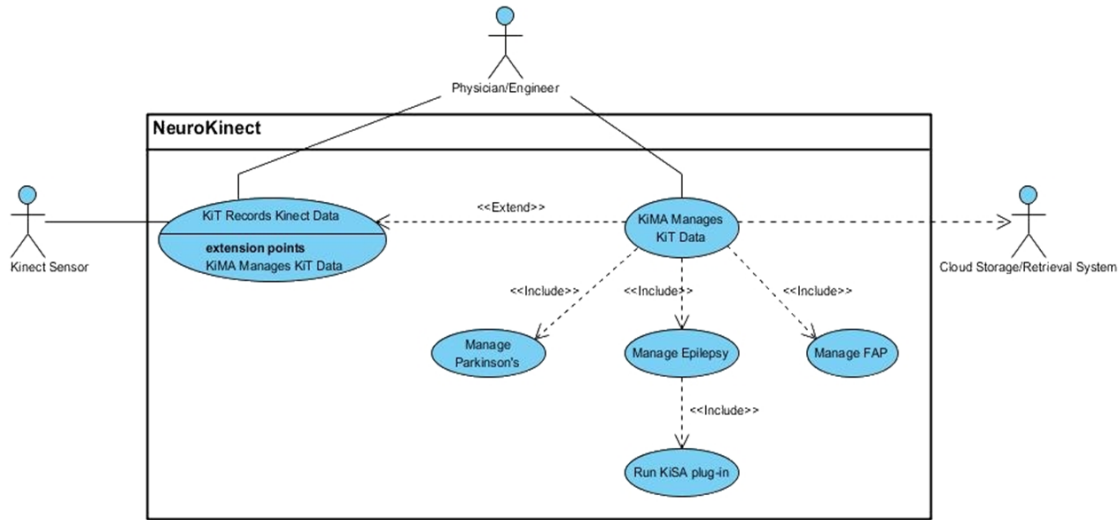 Physician/Engineer
NeuroKinect
KiT Records Kinect Data
extension points
KiMA Manages KiT Data
<<Extend>>
KiMA Manages
KiT Data
Kinect Sensor
Cloud Storage/Retrieval System
<<Include>>
<<Include>>
<<Include>>
Manage
Parkinson's
Manage Epilepsy
Manage FAP
<<Include>>
Run KiSA plug-in